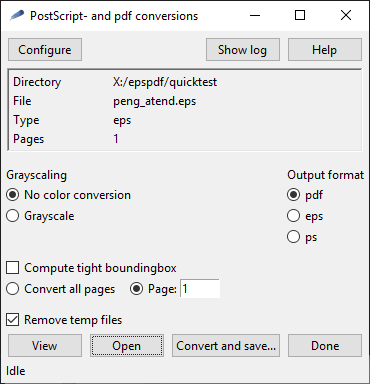 PostScript- and pdf conversions
Configure Show log Help
Directory X:/epspdf/quicktest
File peng_atend.eps
Type eps
Pages 1
Grayscaling Output format
No color conversion pdf
Grayscale eps
ps
Compute tight boundingbox
Convert all pages Page: 1
Remove temp files
View Open Convert and save... Done
Idle